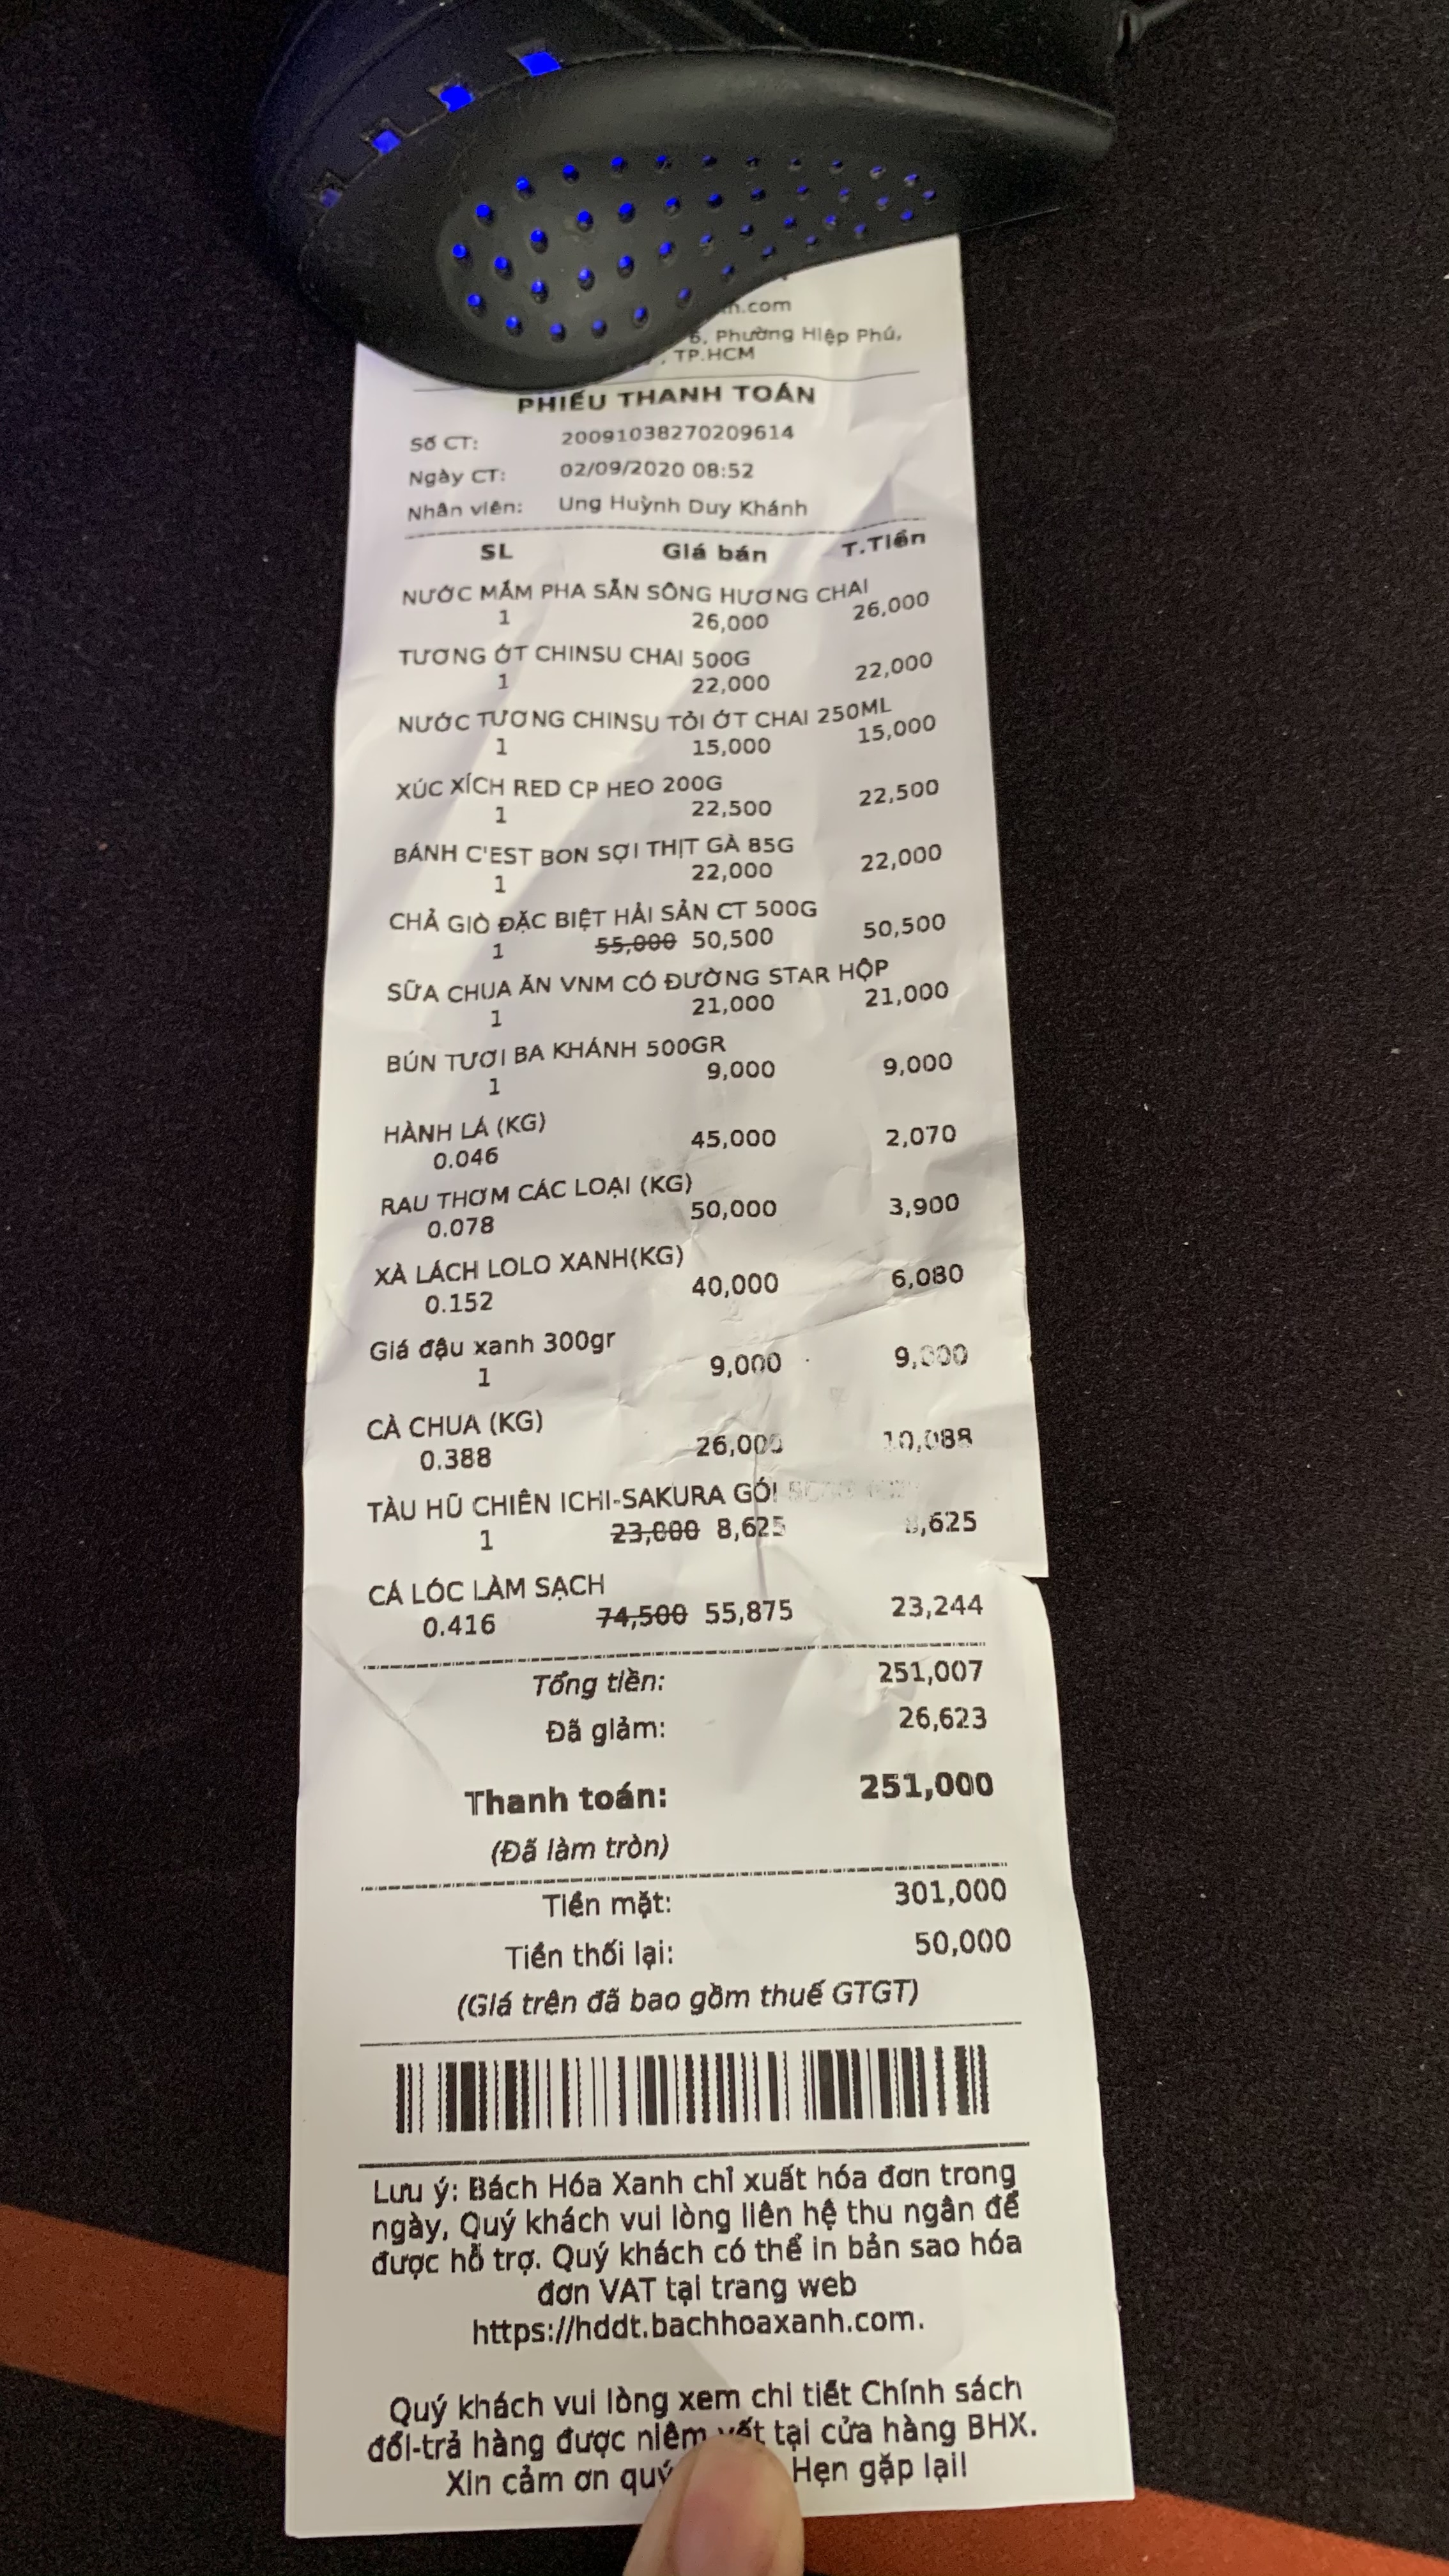 .com
Phường Hiệp Phú,
TP.HCM
PHIẾU THANH TOÁN
Số CT: 20091038270209614
Ngày CT: 02/09/2020 08:52
Nhân viên: Ung Huỳnh Duy Khánh
SL Giá bán T.Tiền
NƯỚC MẮM PHA SẴN SÔNG HƯƠNG CHAI
1 26,000 26,000
TƯƠNG ỚT CHINSU CHAI 500G
1 22,000 22,000
NƯỚC TƯƠNG CHINSU TỎI ỚT CHAI 250ML
1 15,000 15,000
XÚC XÍCH RED CP HEO 200G
1 22,500 22,500
BÁNH C'EST BON SỢI THỊT GÀ 85G
1 22,000 22,000
CHẢ GIÒ ĐẶC BIỆT HẢI SẢN CT 500G
1 55,000 50,500 50,500
SỮA CHUA ĂN VNM CÓ ĐƯỜNG STAR HỘP
1 21,000 21,000
BÚN TƯƠI BA KHÁNH 500GR
1 9,000 9,000
HÀNH LÁ (KG)
0.046 45,000 2,070
RAU THƠM CÁC LOẠI (KG)
0.078 50,000 3,900
XÀ LÁCH LOLO XANH(KG)
0.152 40,000 6,080
Giá đậu xanh 300gr
1 9,000 9,000
CÀ CHUA (KG)
0.388 26,000 10,088
TÀU HŨ CHIÊN ICHI-SAKURA GÓI
1 23,000 8,625 8,625
CÁ LÓC LÀM SẠCH
0.416 74,500 55,875 23,244
Tổng tiền: 251,007
Đã giảm: 26,623
Thanh toán: 251,000
(Đã làm tròn)
Tiền mặt: 301,000
Tiền thối lại: 50,000
(Giá trên đã bao gồm thuế GTGT)
Lưu ý: Bách Hóa Xanh chỉ xuất hóa đơn trong
ngày, Quý khách vui lòng liên hệ thu ngân để
được hỗ trợ. Quý khách có thể in bản sao hóa
đơn VAT tại trang web
https://hddt.bachhoaxanh.com.
Quý khách vui lòng xem chi tiết Chính sách
đổi-trả hàng được niêm yết tại cửa hàng BHX.
Xin cảm ơn quý Hẹn gặp lại!